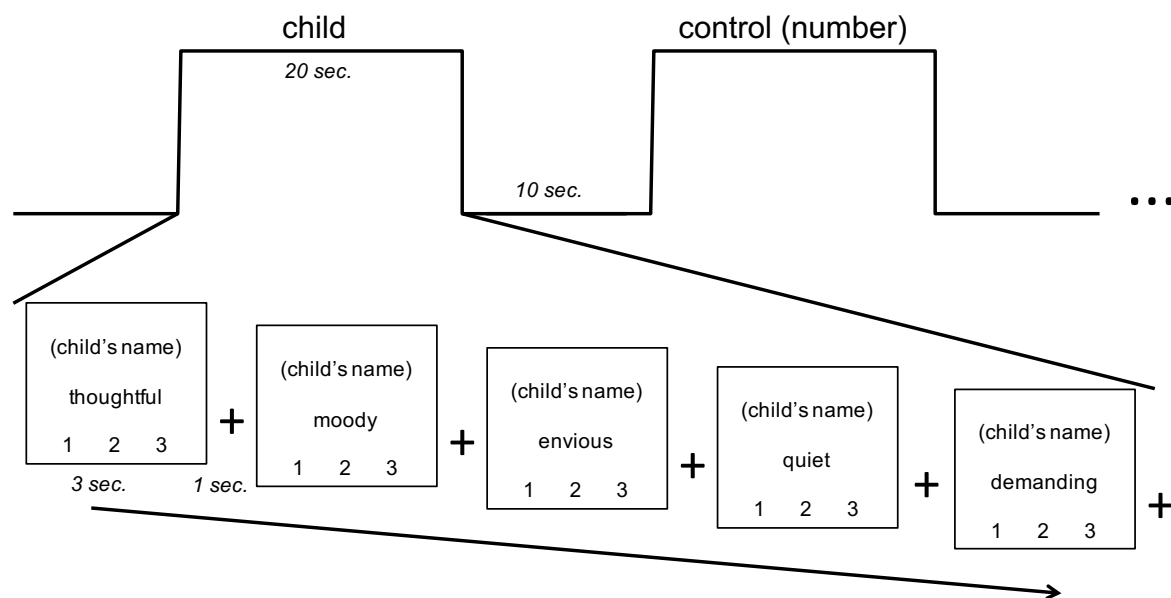 child
control (number)
20 sec.
10 sec.
...
(child's name)
thoughtful
1 2 3
+
(child's name)
moody
1 2 3
+
(child's name)
envious
1 2 3
+
(child's name)
quiet
1 2 3
+
(child's name)
demanding
1 2 3
+
3 sec.
1 sec.